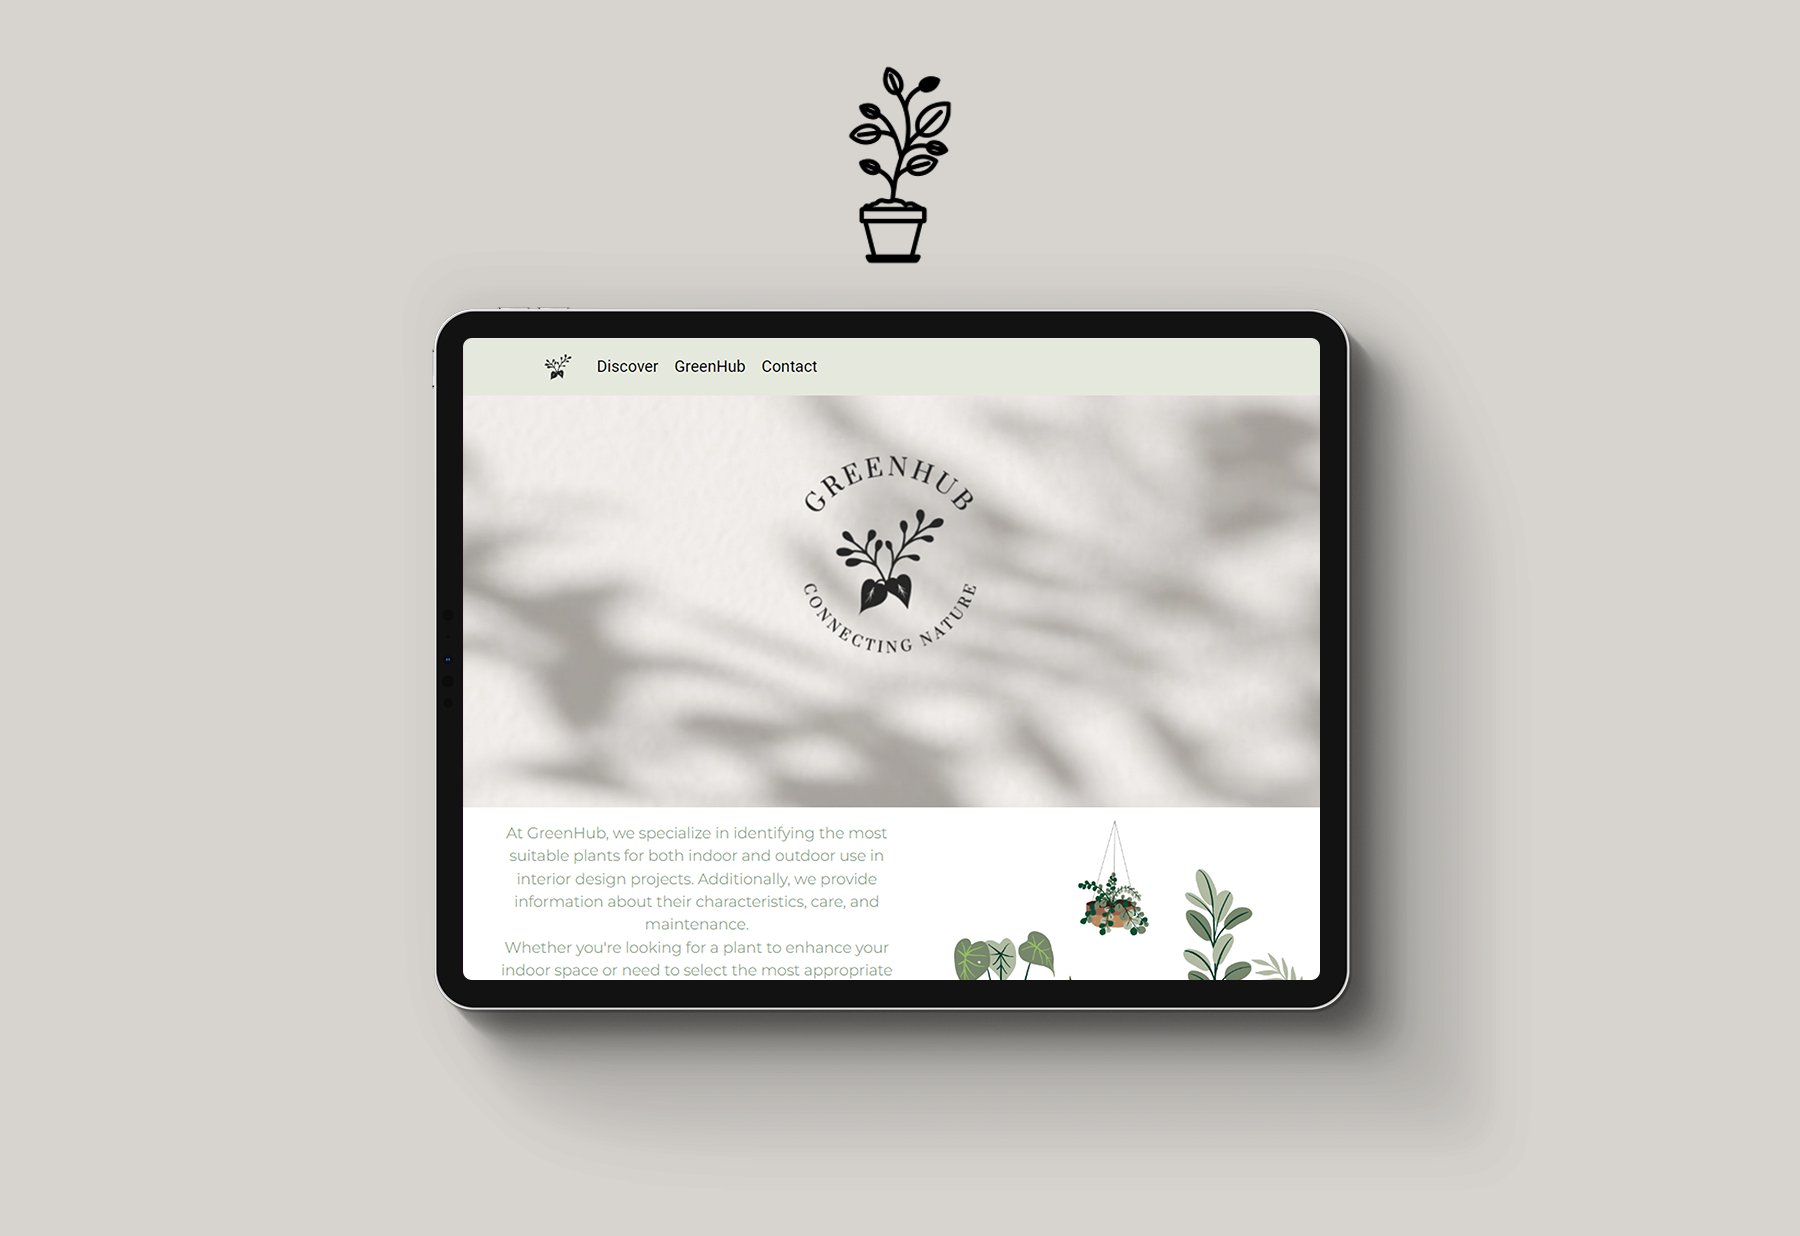 Discover GreenHub Contact
GREENHUB
CONNECTING NATURE
At GreenHub, we specialize in identifying the most
suitable plants for both indoor and outdoor use in
interior design projects. Additionally, we provide
information about their characteristics, care, and
maintenance.
Whether you're looking for a plant to enhance your
indoor space or need to select the most appropriate